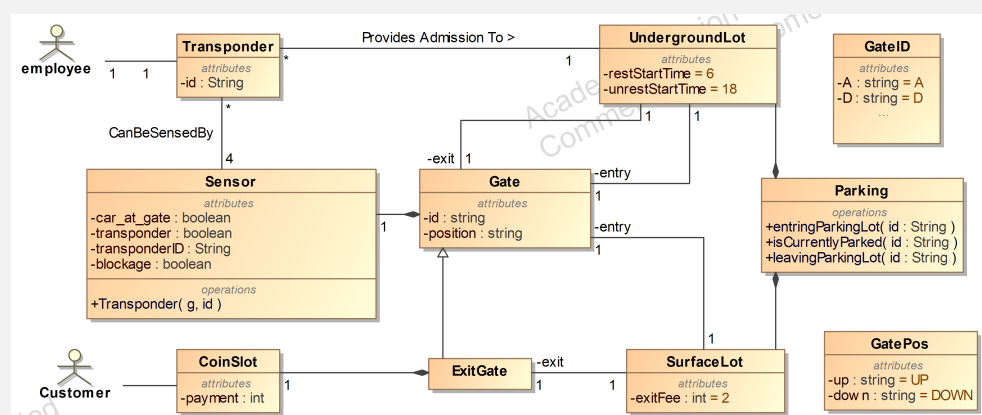 employee
1
1
Transponder
attributes
-id : String
*
Provides Admission To >
1
UndergroundLot
attributes
-restStartTime = 6
-unrestStartTime = 18
GateID
attributes
-A : string = A
-D : string = D
...
*
CanBeSensedBy
4
1
1
-exit
1
Sensor
attributes
-car_at_gate : boolean
-transponder : boolean
-transponderID : String
-blockage : boolean
operations
+Transponder( g, id )
1
Gate
attributes
-id : string
-position : string
-entry
1
-entry
1
Parking
operations
+entringParkingLot( id : String )
+isCurrentlyParked( id : String )
+leavingParkingLot( id : String )
Customer
CoinSlot
attributes
-payment : int
1
ExitGate
-exit
1
1
1
SurfaceLot
attributes
-exitFee : int = 2
GatePos
attributes
-up : string = UP
-down : string = DOWN